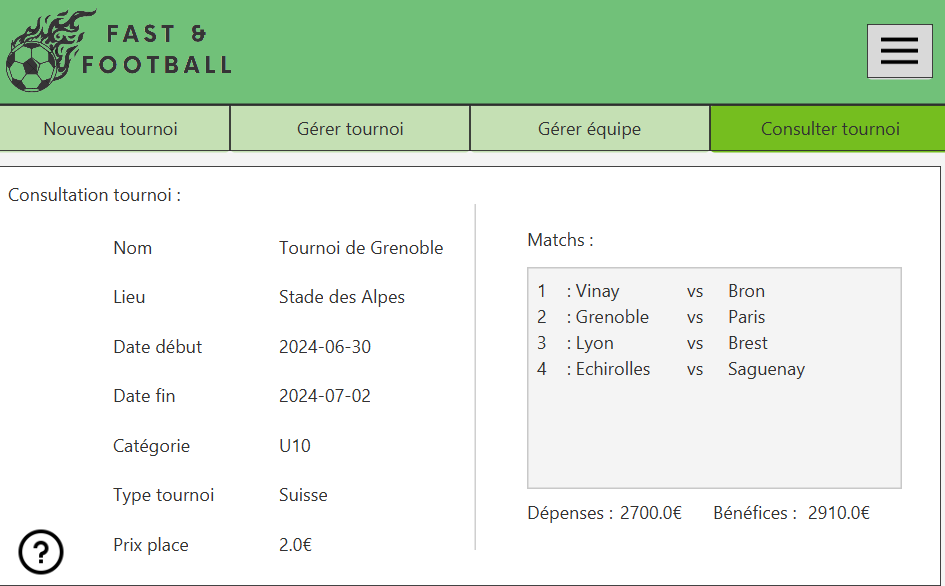 FAST &
FOOTBALL
Nouveau tournoi
Gérer tournoi
Gérer équipe
Consulter tournoi
Consultation tournoi :
Nom Tournoi de Grenoble
Lieu Stade des Alpes
Date début 2024-06-30
Date fin 2024-07-02
Catégorie U10
Type tournoi Suisse
Prix place 2.0€
?
Matchs :
1 : Vinay vs Bron
2 : Grenoble vs Paris
3 : Lyon vs Brest
4 : Echirolles vs Saguenay
Dépenses : 2700.0€ Bénéfices : 2910.0€